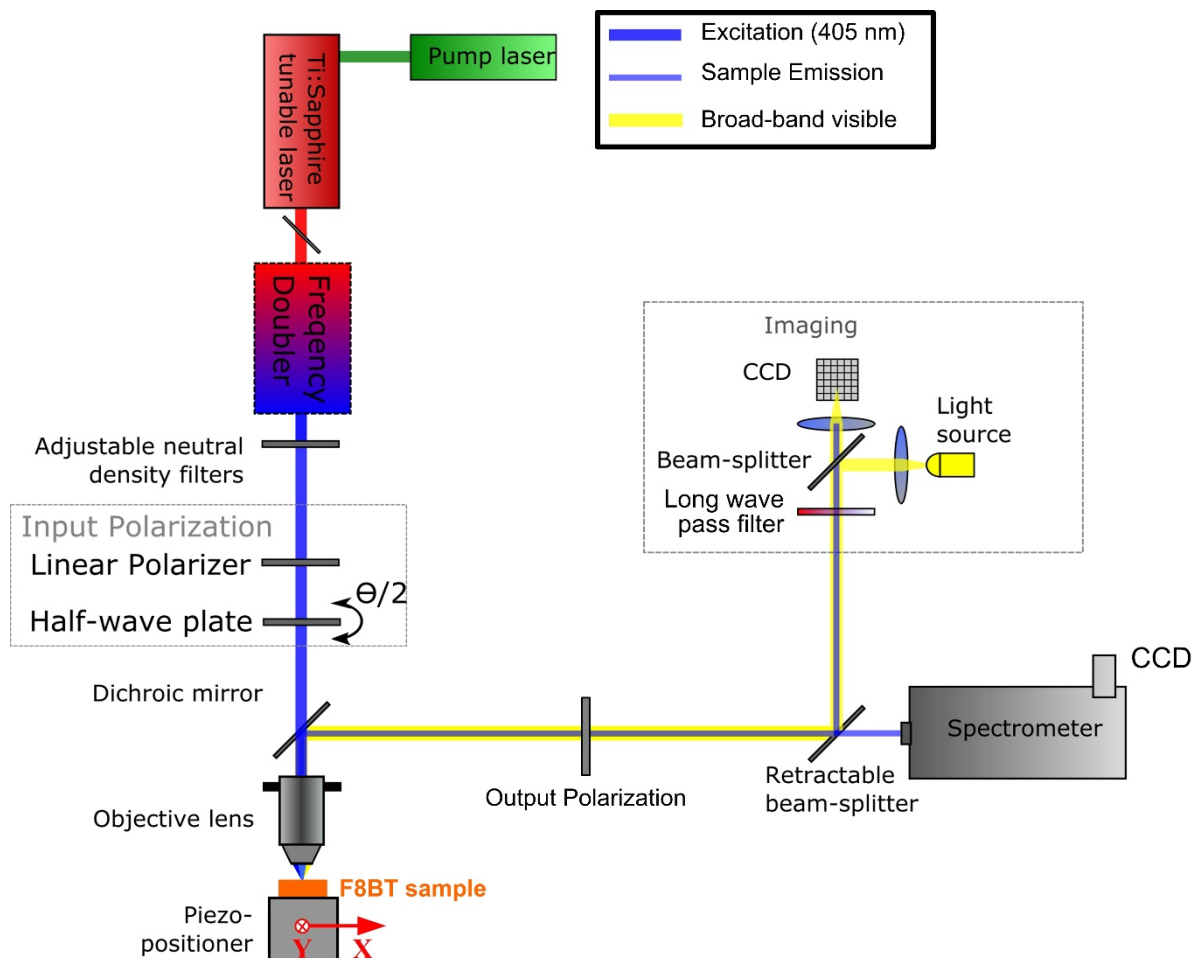 Ti:Sapphire
tunable laser
Pump laser
Excitation (405 nm)
Sample Emission
Broad-band visible
Freqency
Doubler
Adjustable neutral
density filters
Input Polarization
Linear Polarizer
Half-wave plate
Θ/2
Dichroic mirror
Objective lens
F8BT sample
Piezo-
positioner
Y X
Output Polarization
Imaging
CCD
Light
source
Beam-splitter
Long wave
pass filter
CCD
Spectrometer
Retractable
beam-splitter